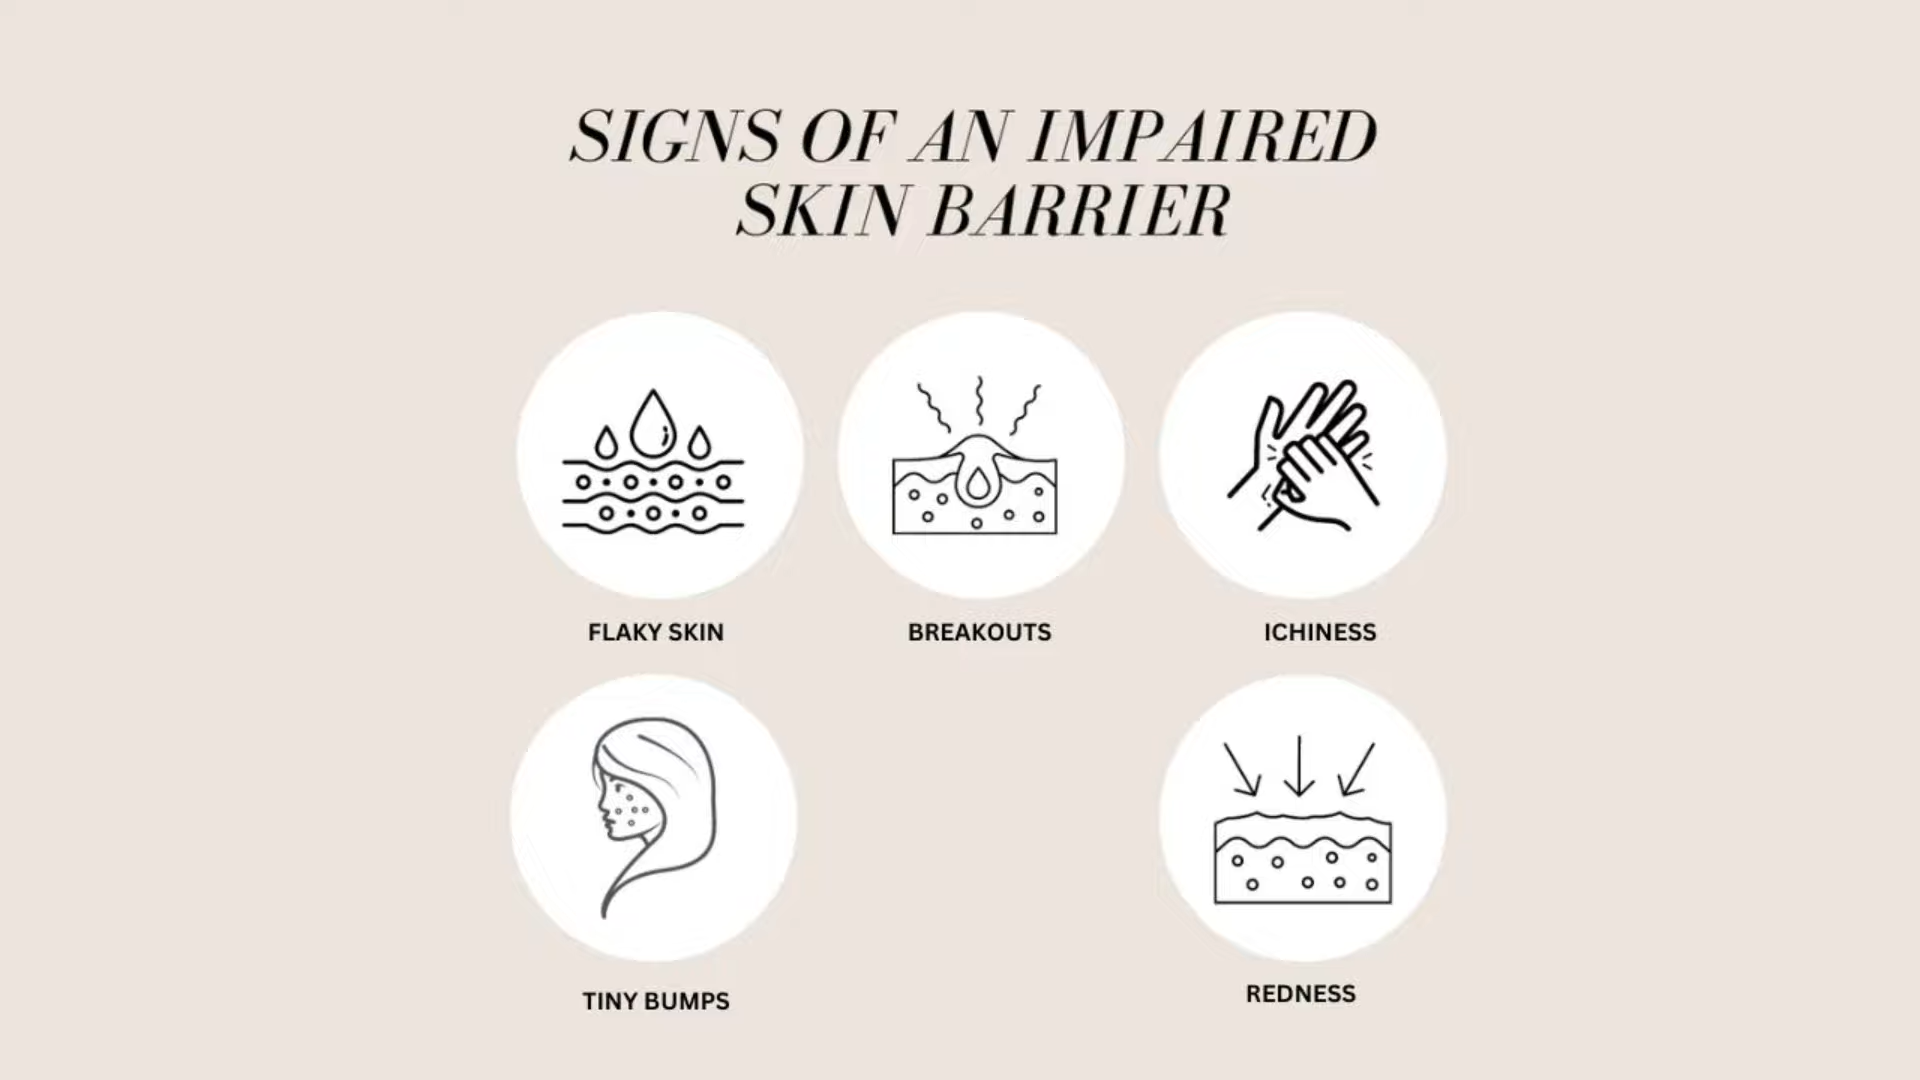 SIGNS OF AN IMPAIRED
SKIN BARRIER
FLAKY SKIN
BREAKOUTS
ICHINESS
TINY BUMPS
REDNESS